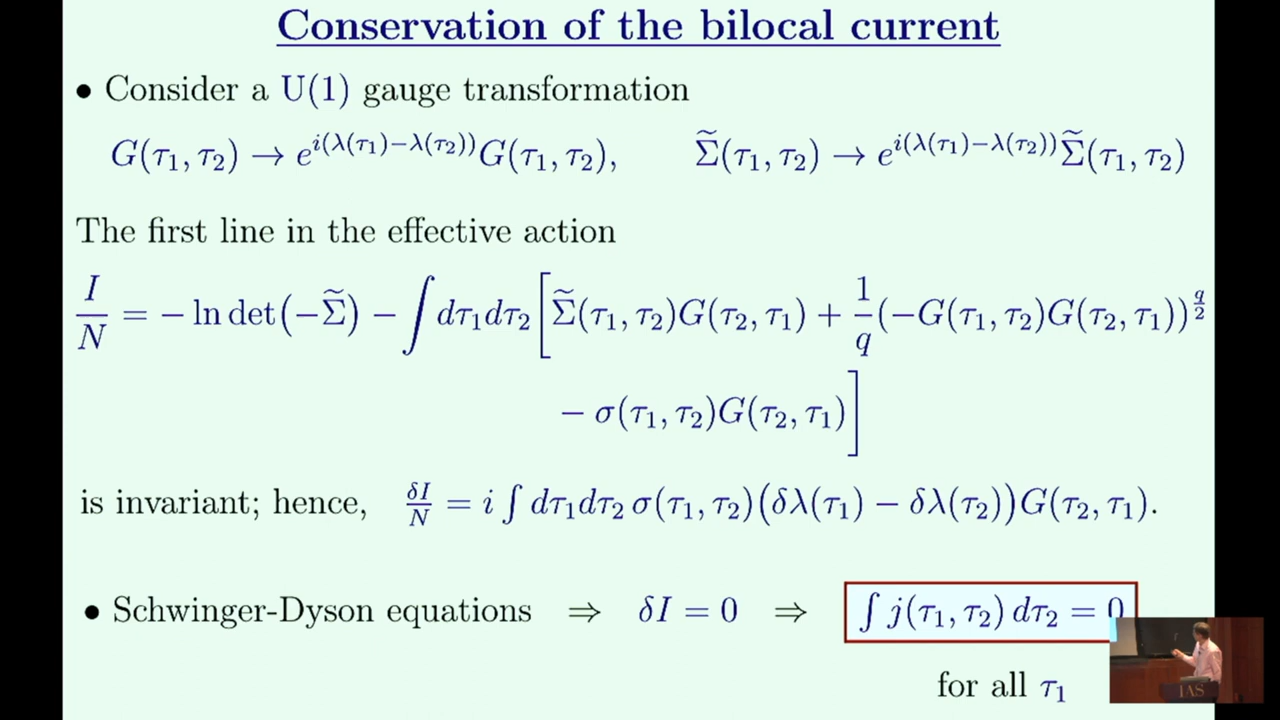 Conservation of the bilocal current
• Consider a U(1) gauge transformation
G(τ₁, τ₂) → e^{i(λ(τ₁)−λ(τ₂))}G(τ₁, τ₂), Σ̃(τ₁, τ₂) → e^{i(λ(τ₁)−λ(τ₂))}Σ̃(τ₁, τ₂)
The first line in the effective action
I/N = − ln det(−Σ̃) − ∫ dτ₁dτ₂ [Σ̃(τ₁, τ₂)G(τ₂, τ₁) + 1/q (−G(τ₁, τ₂)G(τ₂, τ₁))^{q/2}
− σ(τ₁, τ₂)G(τ₂, τ₁)]
is invariant; hence, δI/N = i ∫ dτ₁dτ₂ σ(τ₁, τ₂)(δλ(τ₁) − δλ(τ₂))G(τ₂, τ₁).
• Schwinger-Dyson equations ⇒ δI = 0 ⇒ ∫ j(τ₁, τ₂) dτ₂ = 0
for all τ₁
IAS